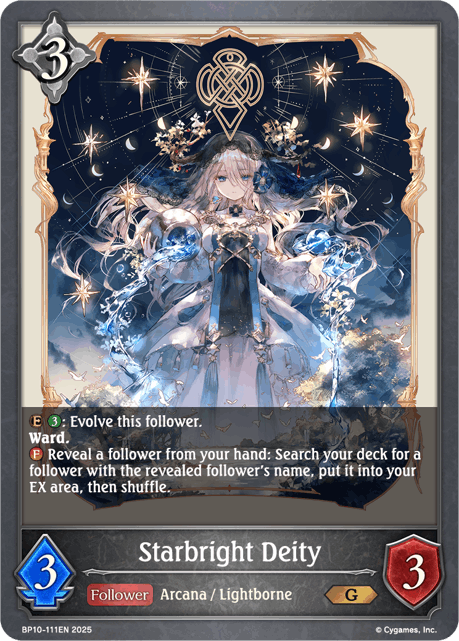 3
E 3: Evolve this follower.
Ward.
F Reveal a follower from your hand: Search your deck for a
follower with the revealed follower's name, put it into your
EX area, then shuffle.
Starbright Deity
3
Follower Arcana / Lightborne G
3
BP10-111EN 2025 © Cygames, Inc.